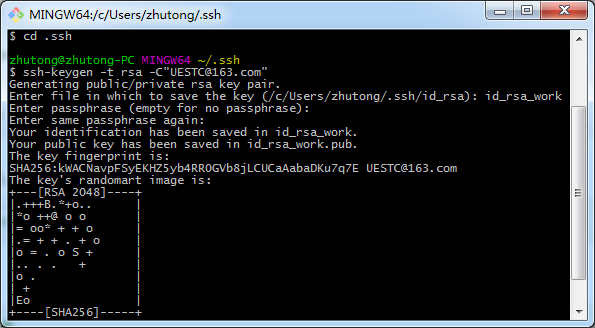 MINGW64:/c/Users/zhutong/.ssh
$ cd .ssh
zhutong@zhutong-PC MINGW64 ~/.ssh
$ ssh-keygen -t rsa -C"UESTC@163.com"
Generating public/private rsa key pair.
Enter file in which to save the key (/c/Users/zhutong/.ssh/id_rsa): id_rsa_work
Enter passphrase (empty for no passphrase):
Enter same passphrase again:
Your identification has been saved in id_rsa_work.
Your public key has been saved in id_rsa_work.pub.
The key fingerprint is:
SHA256:kWACNavpFSyEKHZ5yb4RROGVb8jLCUCaAabaDKu7q7E UESTC@163.com
The key's randomart image is:
+----[RSA 2048]----+
|.+++B.*+o..       |
|*o ++@ o o        |
|= oo* + + o       |
|.= + + . + o      |
|o = . o S +       |
|.. . .   +        |
|o .               |
| +                |
|Eo                |
+----[SHA256]-----+